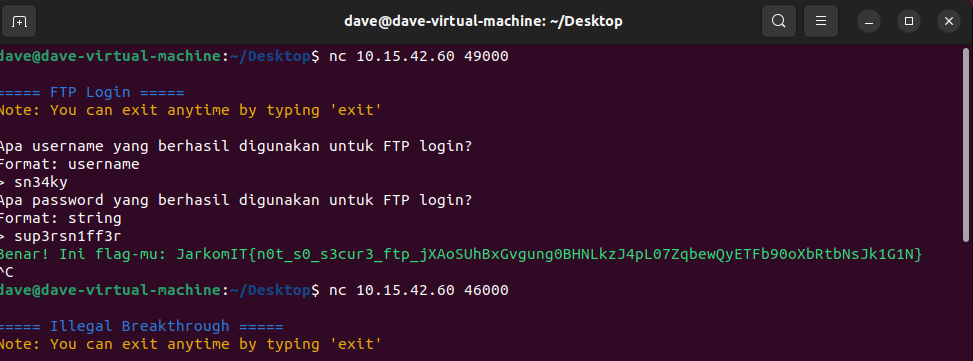 dave@dave-virtual-machine: ~/Desktop
dave@dave-virtual-machine:~/Desktop$ nc 10.15.42.60 49000
===== FTP Login =====
Note: You can exit anytime by typing 'exit'
Apa username yang berhasil digunakan untuk FTP login?
Format: username
> sn34ky
Apa password yang berhasil digunakan untuk FTP login?
Format: string
> sup3rsn1ff3r
Benar! Ini flag-mu: JarkomIT{n0t_s0_s3cur3_ftp_jXAoSUhBxGvgung0BHNLkzJ4pL07ZqbewQyETFb90oXbRtbNsJk1G1N}
^C
dave@dave-virtual-machine:~/Desktop$ nc 10.15.42.60 46000
===== Illegal Breakthrough =====
Note: You can exit anytime by typing 'exit'